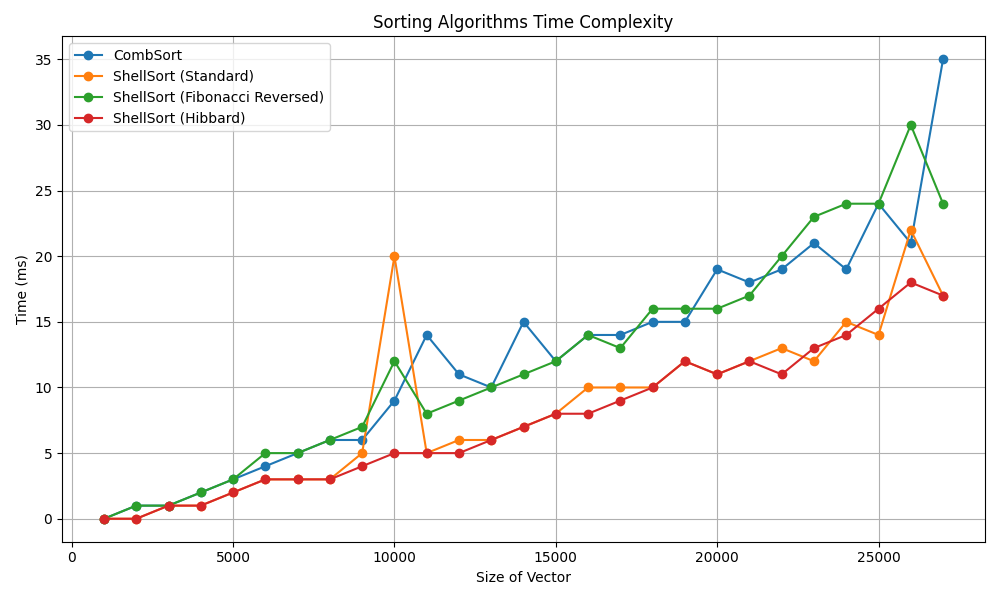 Sorting Algorithms Time Complexity
CombSort
ShellSort (Standard)
ShellSort (Fibonacci Reversed)
ShellSort (Hibbard)
Time (ms)
35
30
25
20
15
10
5
0
0 5000 10000 15000 20000 25000
Size of Vector